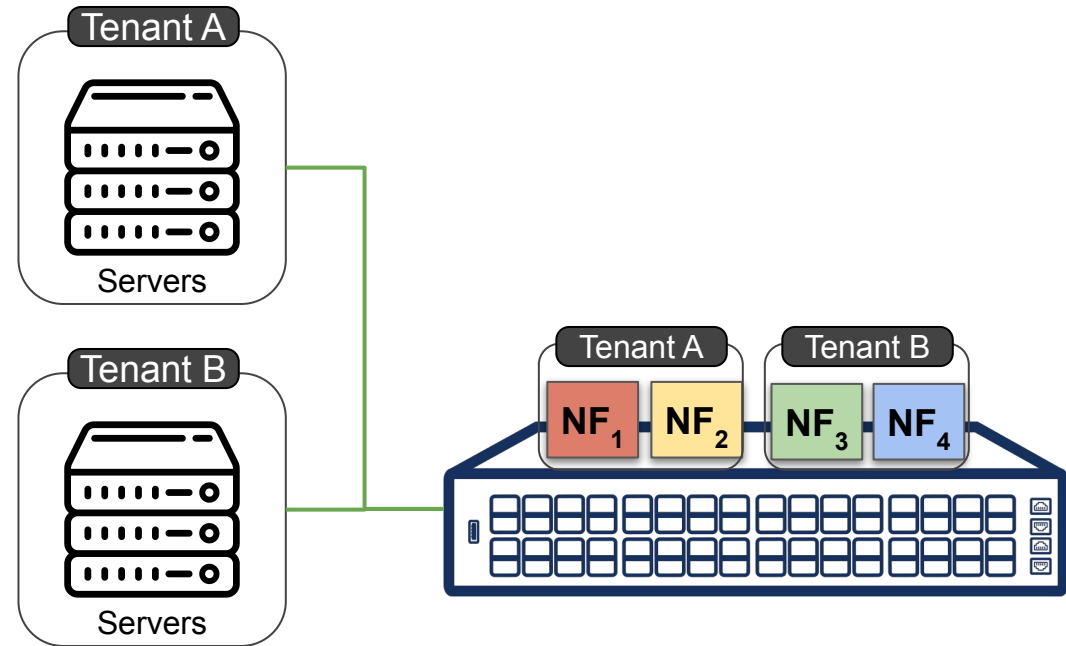 Tenant A
Servers
Tenant B
Servers
Tenant A
NF1
NF2
Tenant B
NF3
NF4